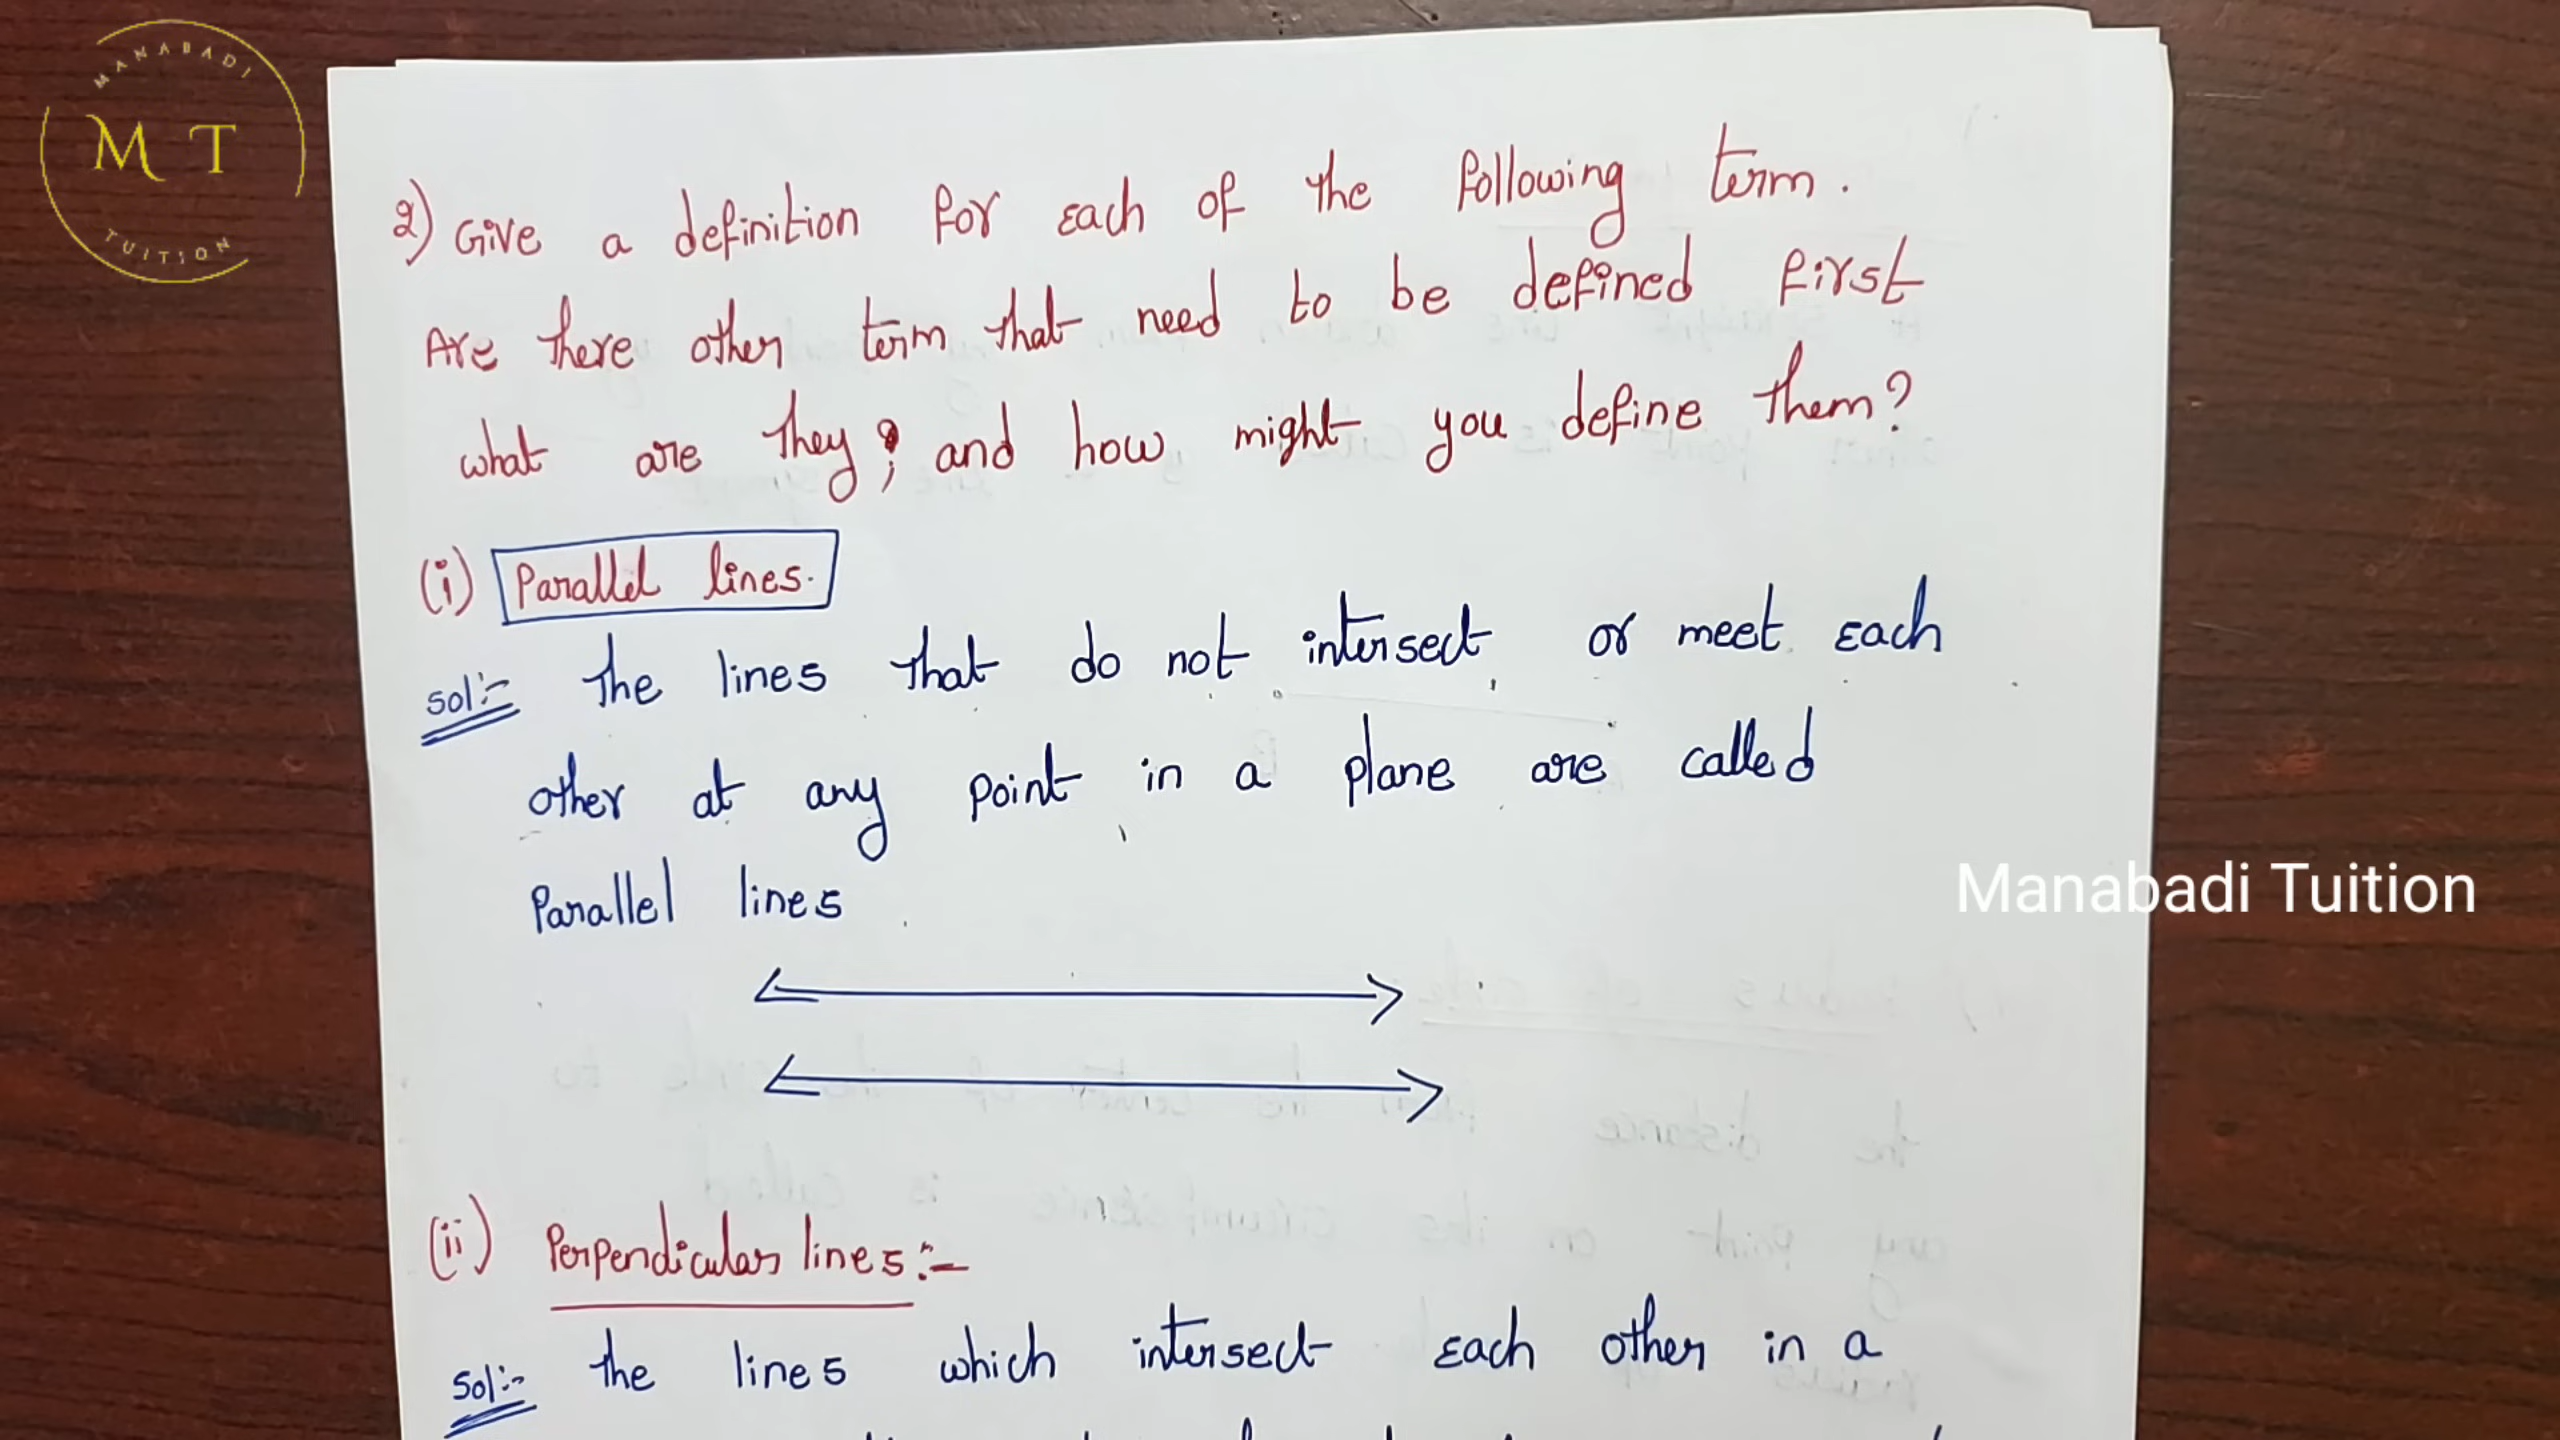 MANABADI
M T
TUITION
2) Give a definition for each of the following term.
Are there other term that need to be defined first
what are they; and how might you define them?
(i) Parallel lines.
Sol:- The lines that do not intersect or meet each
other at any point in a plane are called
Parallel lines
Manabadi Tuition
(ii) Perpendicular lines:-
Sol:- The lines which intersect each other in a